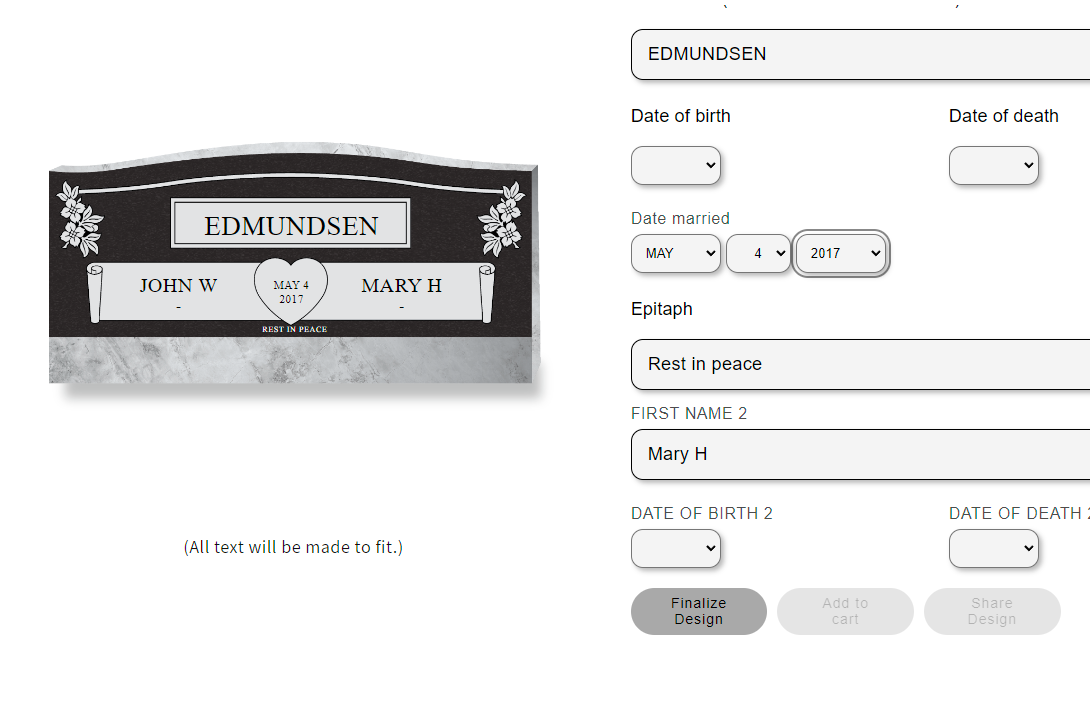 EDMUNDSEN
JOHN W
-
MAY 4
2017
MARY H
-
REST IN PEACE
(All text will be made to fit.)
EDMUNDSEN
Date of birth
Date of death
Date married
MAY
4
2017
Epitaph
Rest in peace
FIRST NAME 2
Mary H
DATE OF BIRTH 2
DATE OF DEATH 2
Finalize
Design
Add to
cart
Share
Design